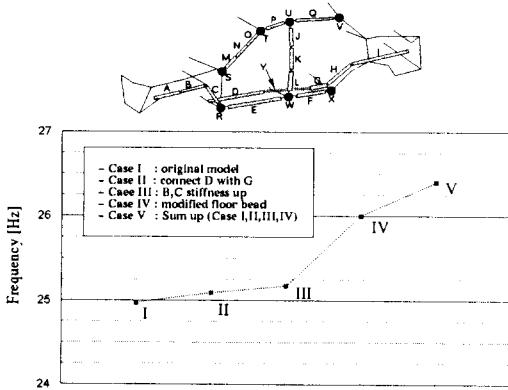 U
P
Q
O
T
J
V
N
M
K
I
S
Y
H
A
B
C
D
L
G
R
E
W
F
X
27
– Case I : original model
– Case II : connect D with G
– Caee III : B,C stiffness up
– Case IV : modified floor bead
– Case V : Sum up (Case I,II,III,IV)
V
26
IV
Frequency [Hz]
III
25
I
II
24